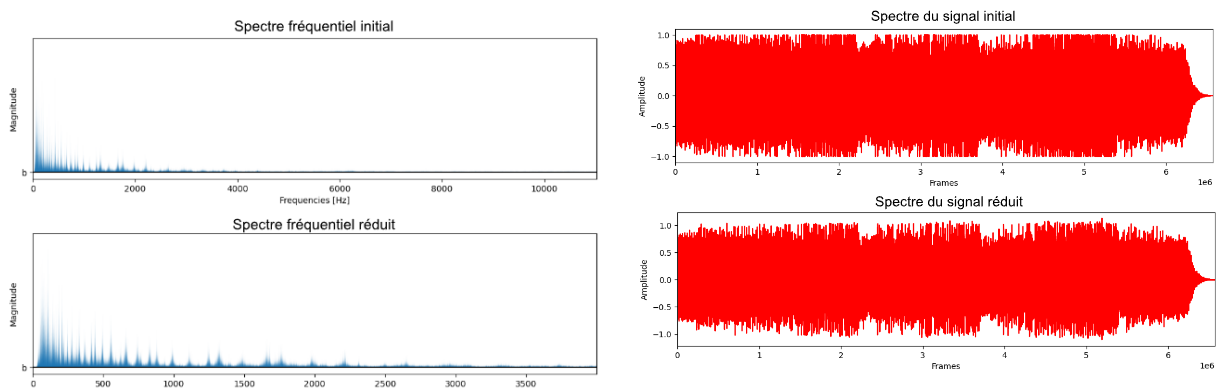 Spectre fréquentiel initial
Magnitude
b
0 2000 4000 6000 8000 10000
Frequencies [Hz]
Spectre fréquentiel réduit
Magnitude
b
0 500 1000 1500 2000 2500 3000 3500
Spectre du signal initial
Amplitude
1.0
0.5
0.0
−0.5
−1.0
0 1 2 3 4 5 6
Frames
1e6
Spectre du signal réduit
Amplitude
1.0
0.5
0.0
−0.5
−1.0
0 1 2 3 4 5 6
Frames
1e6